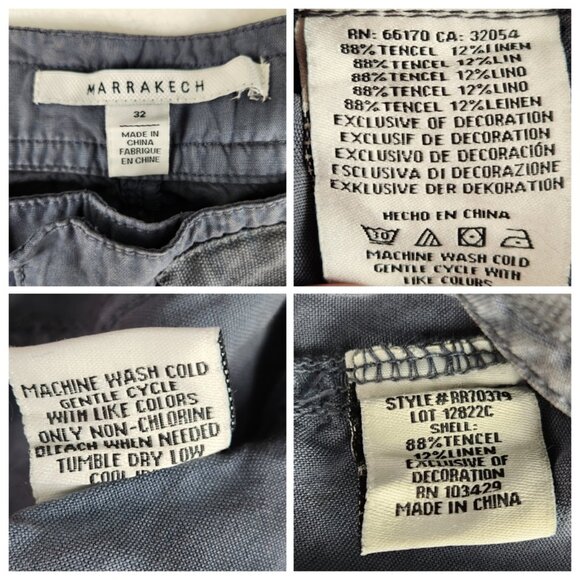 MARRAKECH
32
MADE IN
CHINA
FABRIQUE
EN CHINE
RN: 66170 CA: 32054
88%TENCEL 12%LINEN
88%TENCEL 12%LIN
88%TENCEL 12%LINO
88%TENCEL 12%LINO
88%TENCEL 12%LEINEN
EXCLUSIVE OF DECORATION
EXCLUSIF DE DECORATION
EXCLUSIVO DE DECORACIÓN
ESCLUSIVA DI DECORAZIONE
EXKLUSIVE DER DEKORATION
HECHO EN CHINA
MACHINE WASH COLD
GENTLE CYCLE WITH
LIKE COLORS
MACHINE WASH COLD
GENTLE CYCLE
WITH LIKE COLORS
ONLY NON-CHLORINE
BLEACH WHEN NEEDED
TUMBLE DRY LOW
COOL
STYLE#RR70379
LOT 12822C
SHELL:
88%TENCEL
12%LINEN
EXCLUSIVE OF
DECORATION
RN 103429
MADE IN CHINA